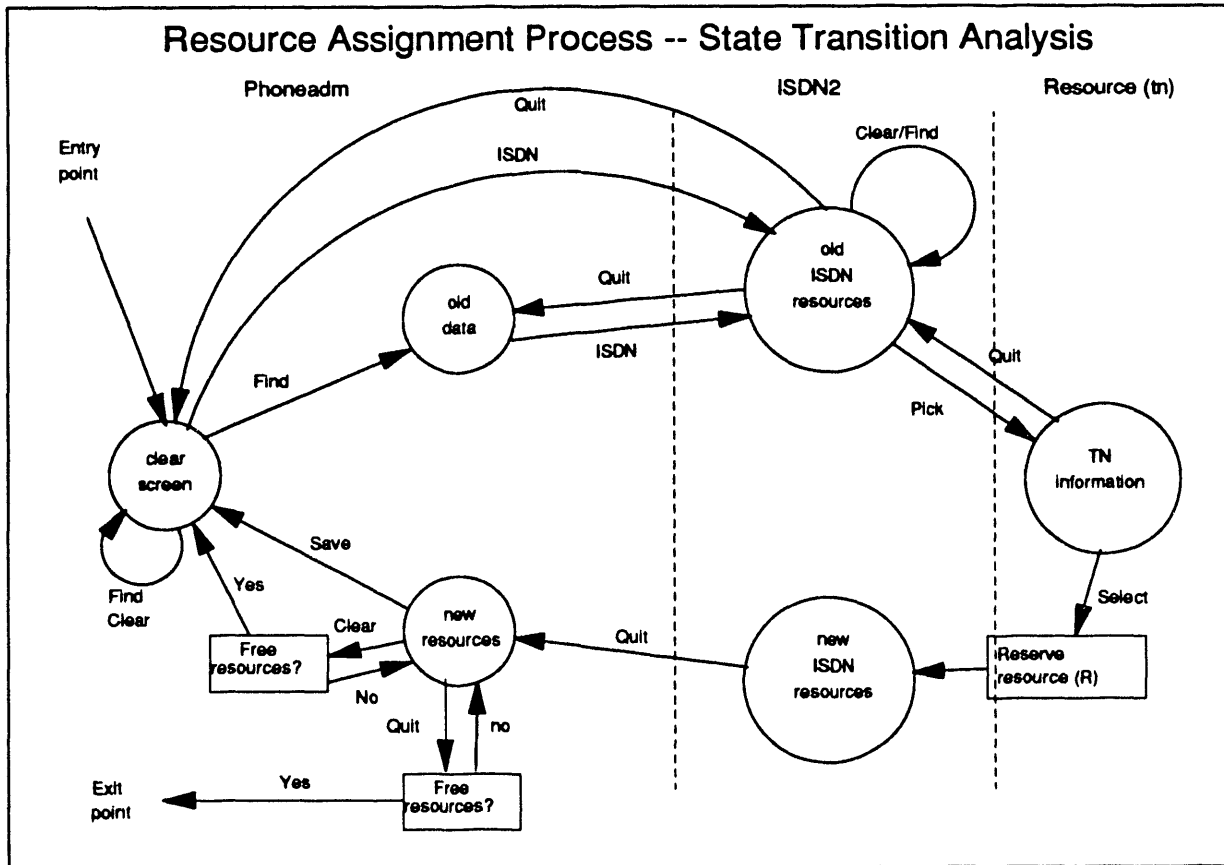 Resource Assignment Process -- State Transition Analysis
Phoneadm
ISDN2
Resource (tn)
Quit
Clear/Find
Entry
point
ISDN
old
ISDN
resources
Quit
old
data
ISDN
Quit
Find
Pick
clear
screen
TN
information
Save
Yes
Find
Clear
Select
new
resources
Clear
Free
resources?
Quit
new
ISDN
resources
Reserve
resource (R)
No
Quit
no
Yes
Exit
point
Free
resources?